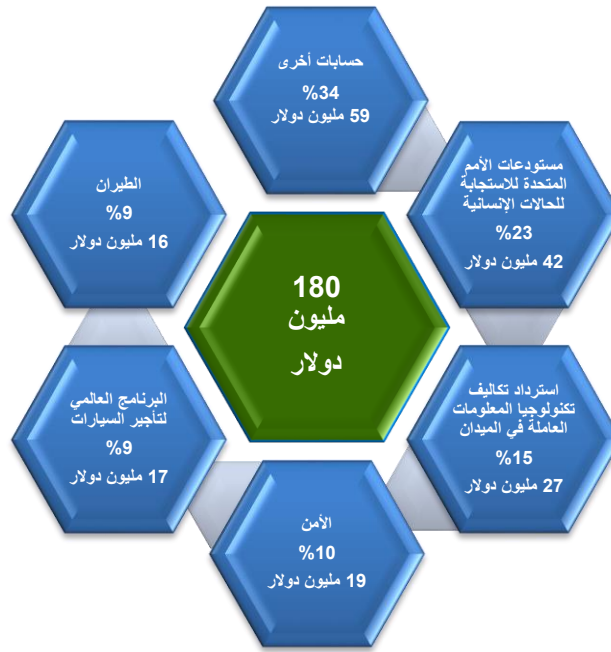 حسابات أخرى
%34
59 مليون دولار
مستودعات الأمم
المتحدة للاستجابة
للحالات الإنسانية
%23
42 مليون دولار
استرداد تكاليف
تكنولوجيا المعلومات
العاملة في الميدان
%15
27 مليون دولار
الأمن
%10
19 مليون دولار
البرنامج العالمي
لتأجير السيارات
%9
17 مليون دولار
الطيران
%9
16 مليون دولار
180
مليون
دولار